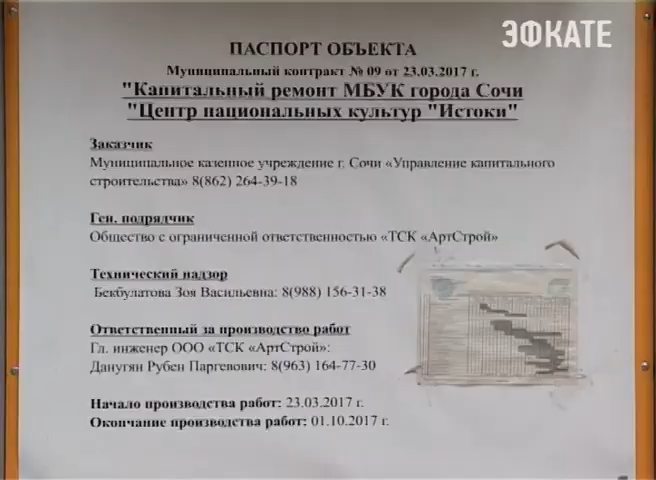 ЭФКАТЕ
ПАСПОРТ ОБЪЕКТА
Муниципальный контракт № 09 от 23.03.2017 г.
"Капитальный ремонт МБУК города Сочи
"Центр национальных культур "Истоки"
Заказчик
Муниципальное казенное учреждение г. Сочи «Управление капитального
строительства» 8(862) 264-39-18
Ген. подрядчик
Общество с ограниченной ответственностью «ТСК «АртСтрой»
Технический надзор
Бекбулатова Зоя Васильевна: 8(988) 156-31-38
Ответственный за производство работ
Гл. инженер ООО «ТСК «АртСтрой»:
Данугян Рубен Паргевович: 8(963) 164-77-30
Начало производства работ: 23.03.2017 г.
Окончание производства работ: 01.10.2017 г.